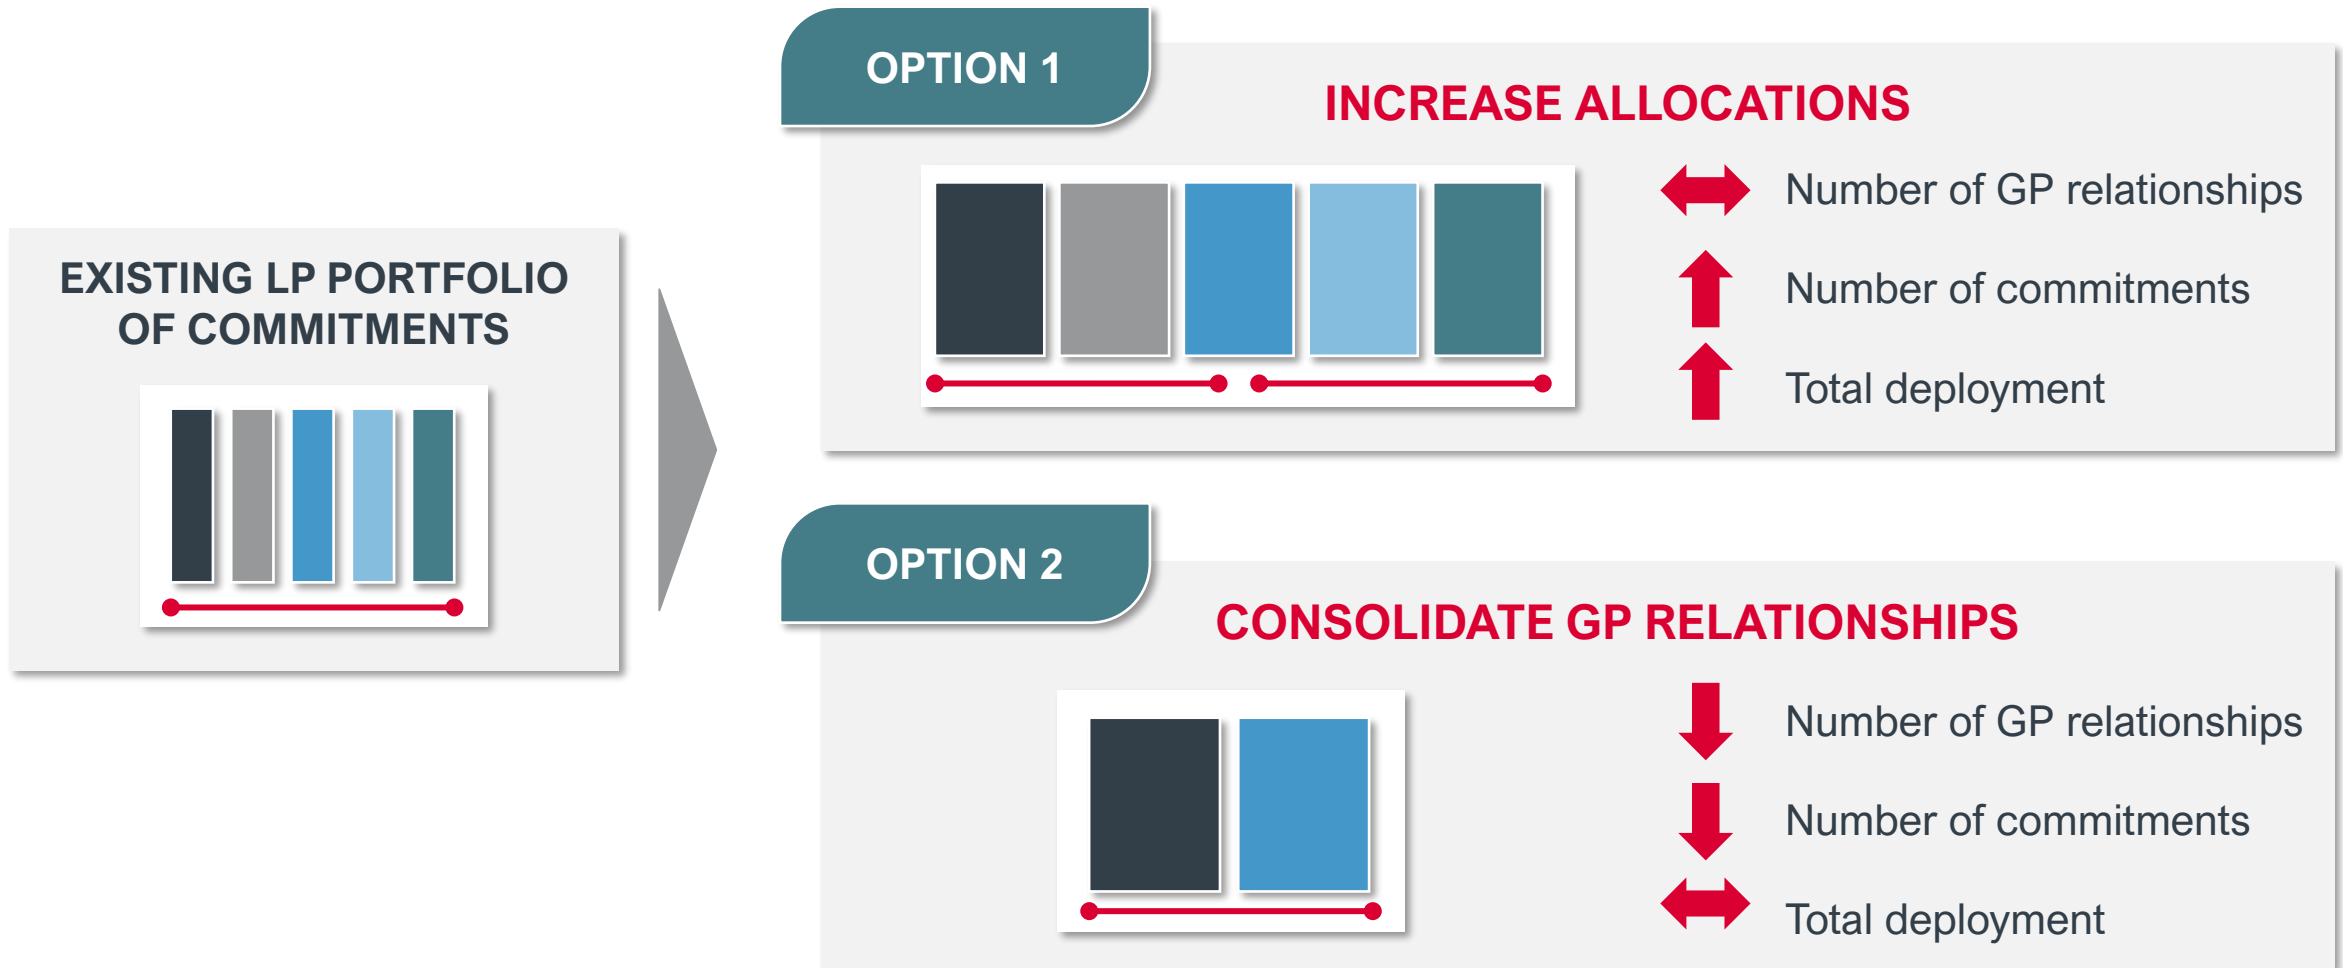 EXISTING LP PORTFOLIO
OF COMMITMENTS
OPTION 1
INCREASE ALLOCATIONS
Number of GP relationships
Number of commitments
Total deployment
OPTION 2
CONSOLIDATE GP RELATIONSHIPS
Number of GP relationships
Number of commitments
Total deployment